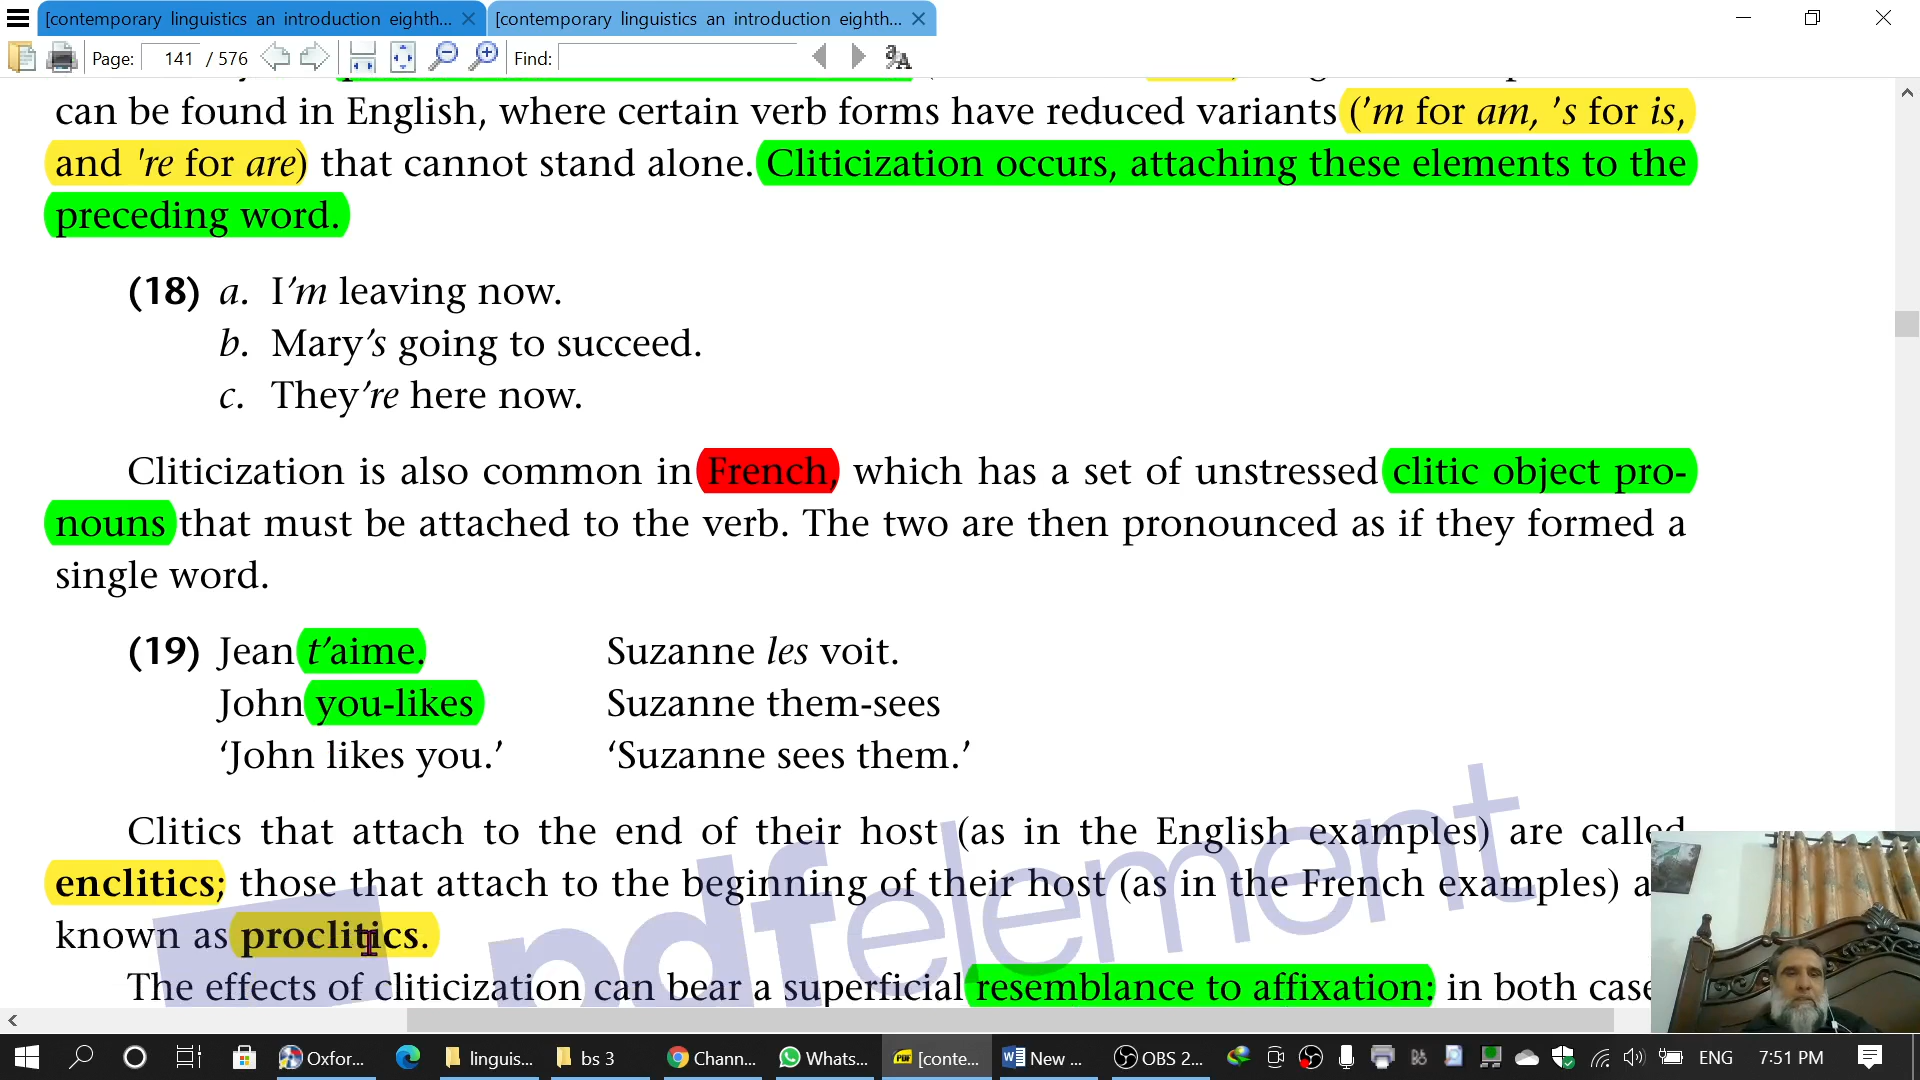 [contemporary linguistics an introduction eighth...
[contemporary linguistics an introduction eighth...
Page: 141 / 576 Find:
can be found in English, where certain verb forms have reduced variants (’m for am, ’s for is,
and 're for are) that cannot stand alone. Cliticization occurs, attaching these elements to the
preceding word.
(18) a. I’m leaving now.
b. Mary’s going to succeed.
c. They’re here now.
Cliticization is also common in French, which has a set of unstressed clitic object pro-
nouns that must be attached to the verb. The two are then pronounced as if they formed a
single word.
(19) Jean t’aime. Suzanne les voit.
John you-likes Suzanne them-sees
‘John likes you.’ ‘Suzanne sees them.’
Clitics that attach to the end of their host (as in the English examples) are called
enclitics; those that attach to the beginning of their host (as in the French examples) a
known as proclitics.
The effects of cliticization can bear a superficial resemblance to affixation: in both case
pdfelement
Oxfor... linguis... bs 3 Chann... Whats... [conte... New ... OBS 2... ENG 7:51 PM